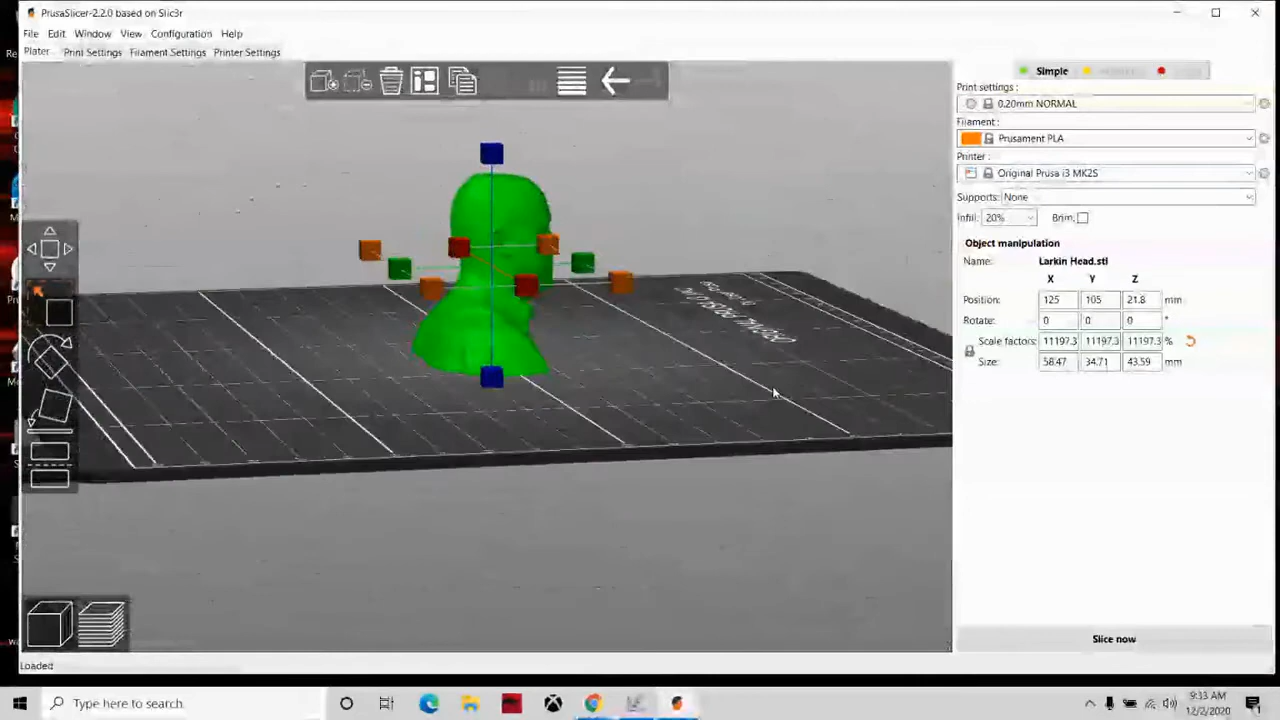 PrusaSlicer-2.2.0 based on Slic3r
File Edit Window View Configuration Help
Plater Print Settings Filament Settings Printer Settings
Simple
Print settings :
0.20mm NORMAL
Filament :
Prusament PLA
Printer :
Original Prusa i3 MK2S
Supports: None
Infill: 20% Brim:
Object manipulation
Name: Larkin Head.stl
X Y Z
Position: 125 105 21.8 mm
Rotate: 0 0 0 °
Scale factors: 11197.3 11197.3 11197.3 %
Size: 58.47 34.71 43.59 mm
Slice now
Loaded
Type here to search
9:33 AM
12/2/2020